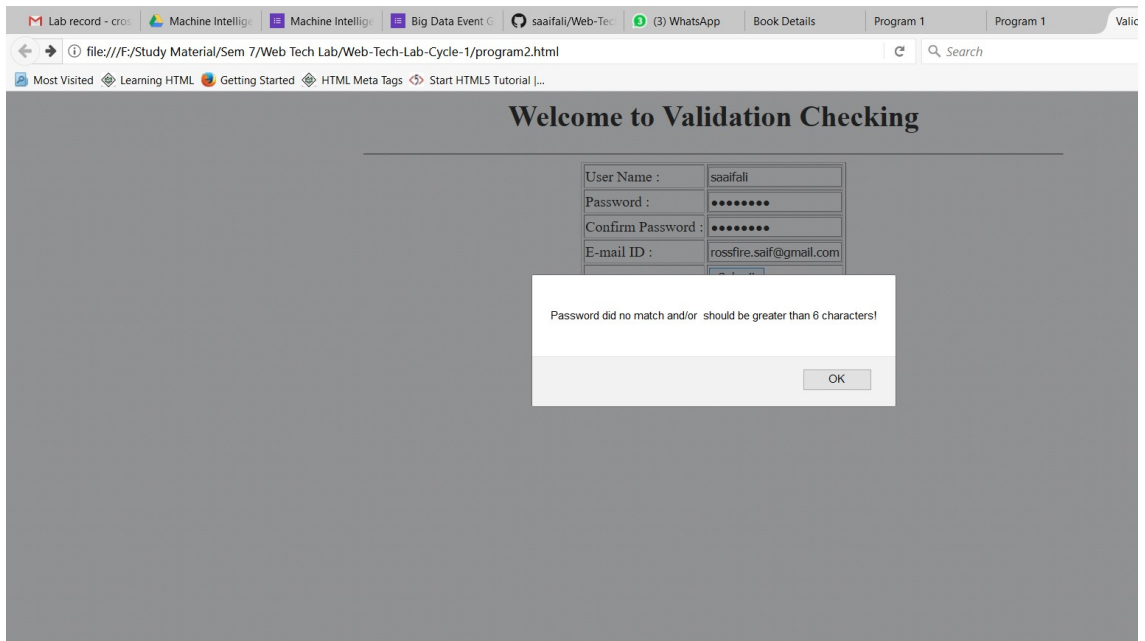 Lab record - cros Machine Intellige Machine Intellige Big Data Event G saaifali/Web-Tec (3) WhatsApp Book Details Program 1 Program 1 Valid
file:///F:/Study Material/Sem 7/Web Tech Lab/Web-Tech-Lab-Cycle-1/program2.html Search
Most Visited Learning HTML Getting Started HTML Meta Tags Start HTML5 Tutorial |...
Welcome to Validation Checking
User Name : saaifali
Password : ●●●●●●●●
Confirm Password : ●●●●●●●●
E-mail ID : rossfire.saif@gmail.com
Password did no match and/or should be greater than 6 characters!
OK